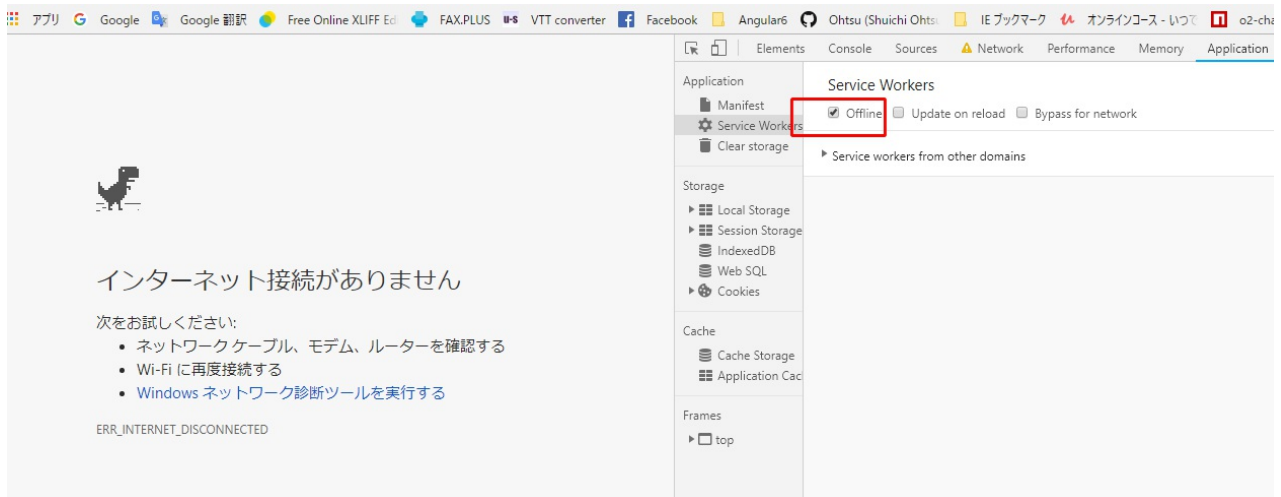 アプリ Google Google 翻訳 Free Online XLIFF Ed FAX.PLUS U-S VTT converter Facebook Angular6 Ohtsu (Shuichi Ohtsu IE ブックマーク オンラインコース - いつで o2-cha
Elements Console Sources Network Performance Memory Application
インターネット接続がありません
次をお試しください:
• ネットワーク ケーブル、モデム、ルーターを確認する
• Wi-Fi に再度接続する
• Windows ネットワーク診断ツールを実行する
ERR_INTERNET_DISCONNECTED
Application
Manifest
Service Workers
Clear storage
Storage
Local Storage
Session Storage
IndexedDB
Web SQL
Cookies
Cache
Cache Storage
Application Cac
Frames
top
Service Workers
Offline Update on reload Bypass for network
Service workers from other domains